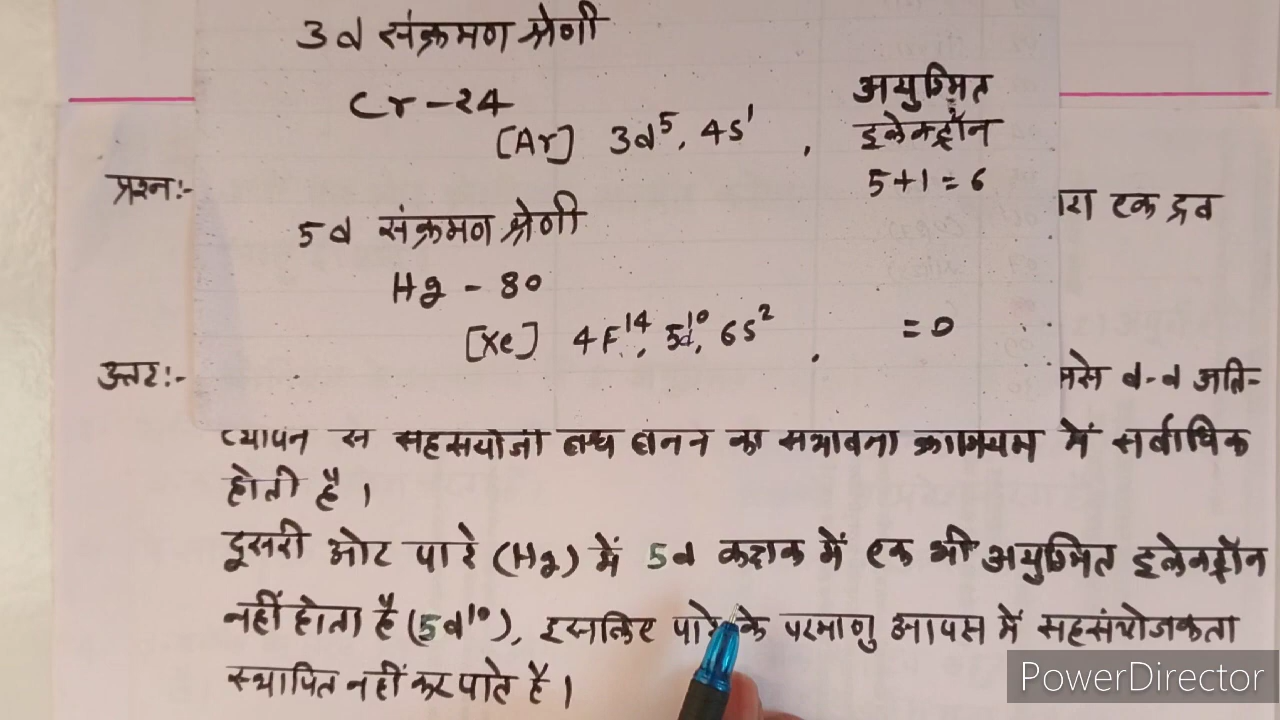 3d संक्रमण श्रेणी
Cr - 24
[Ar] 3d⁵, 4s¹ ,
अयुग्मित
इलेक्ट्रॉन
5+1=6
प्रश्न:-
एक द्रव
5d संक्रमण श्रेणी
Hg - 80
[Xe] 4F¹⁴, 5d¹⁰, 6s² , =0
उत्तर:-
d-d अति-
सर्वाधिक
होती है।
दूसरी ओर पारे (Hg) में 5d कक्षक में एक भी अयुग्मित इलेक्ट्रॉन
नहीं होता है (5d¹⁰), इसलिए पारे के परमाणु आपस में सहसंयोजकता
स्थापित नहीं कर पाते है।
PowerDirector